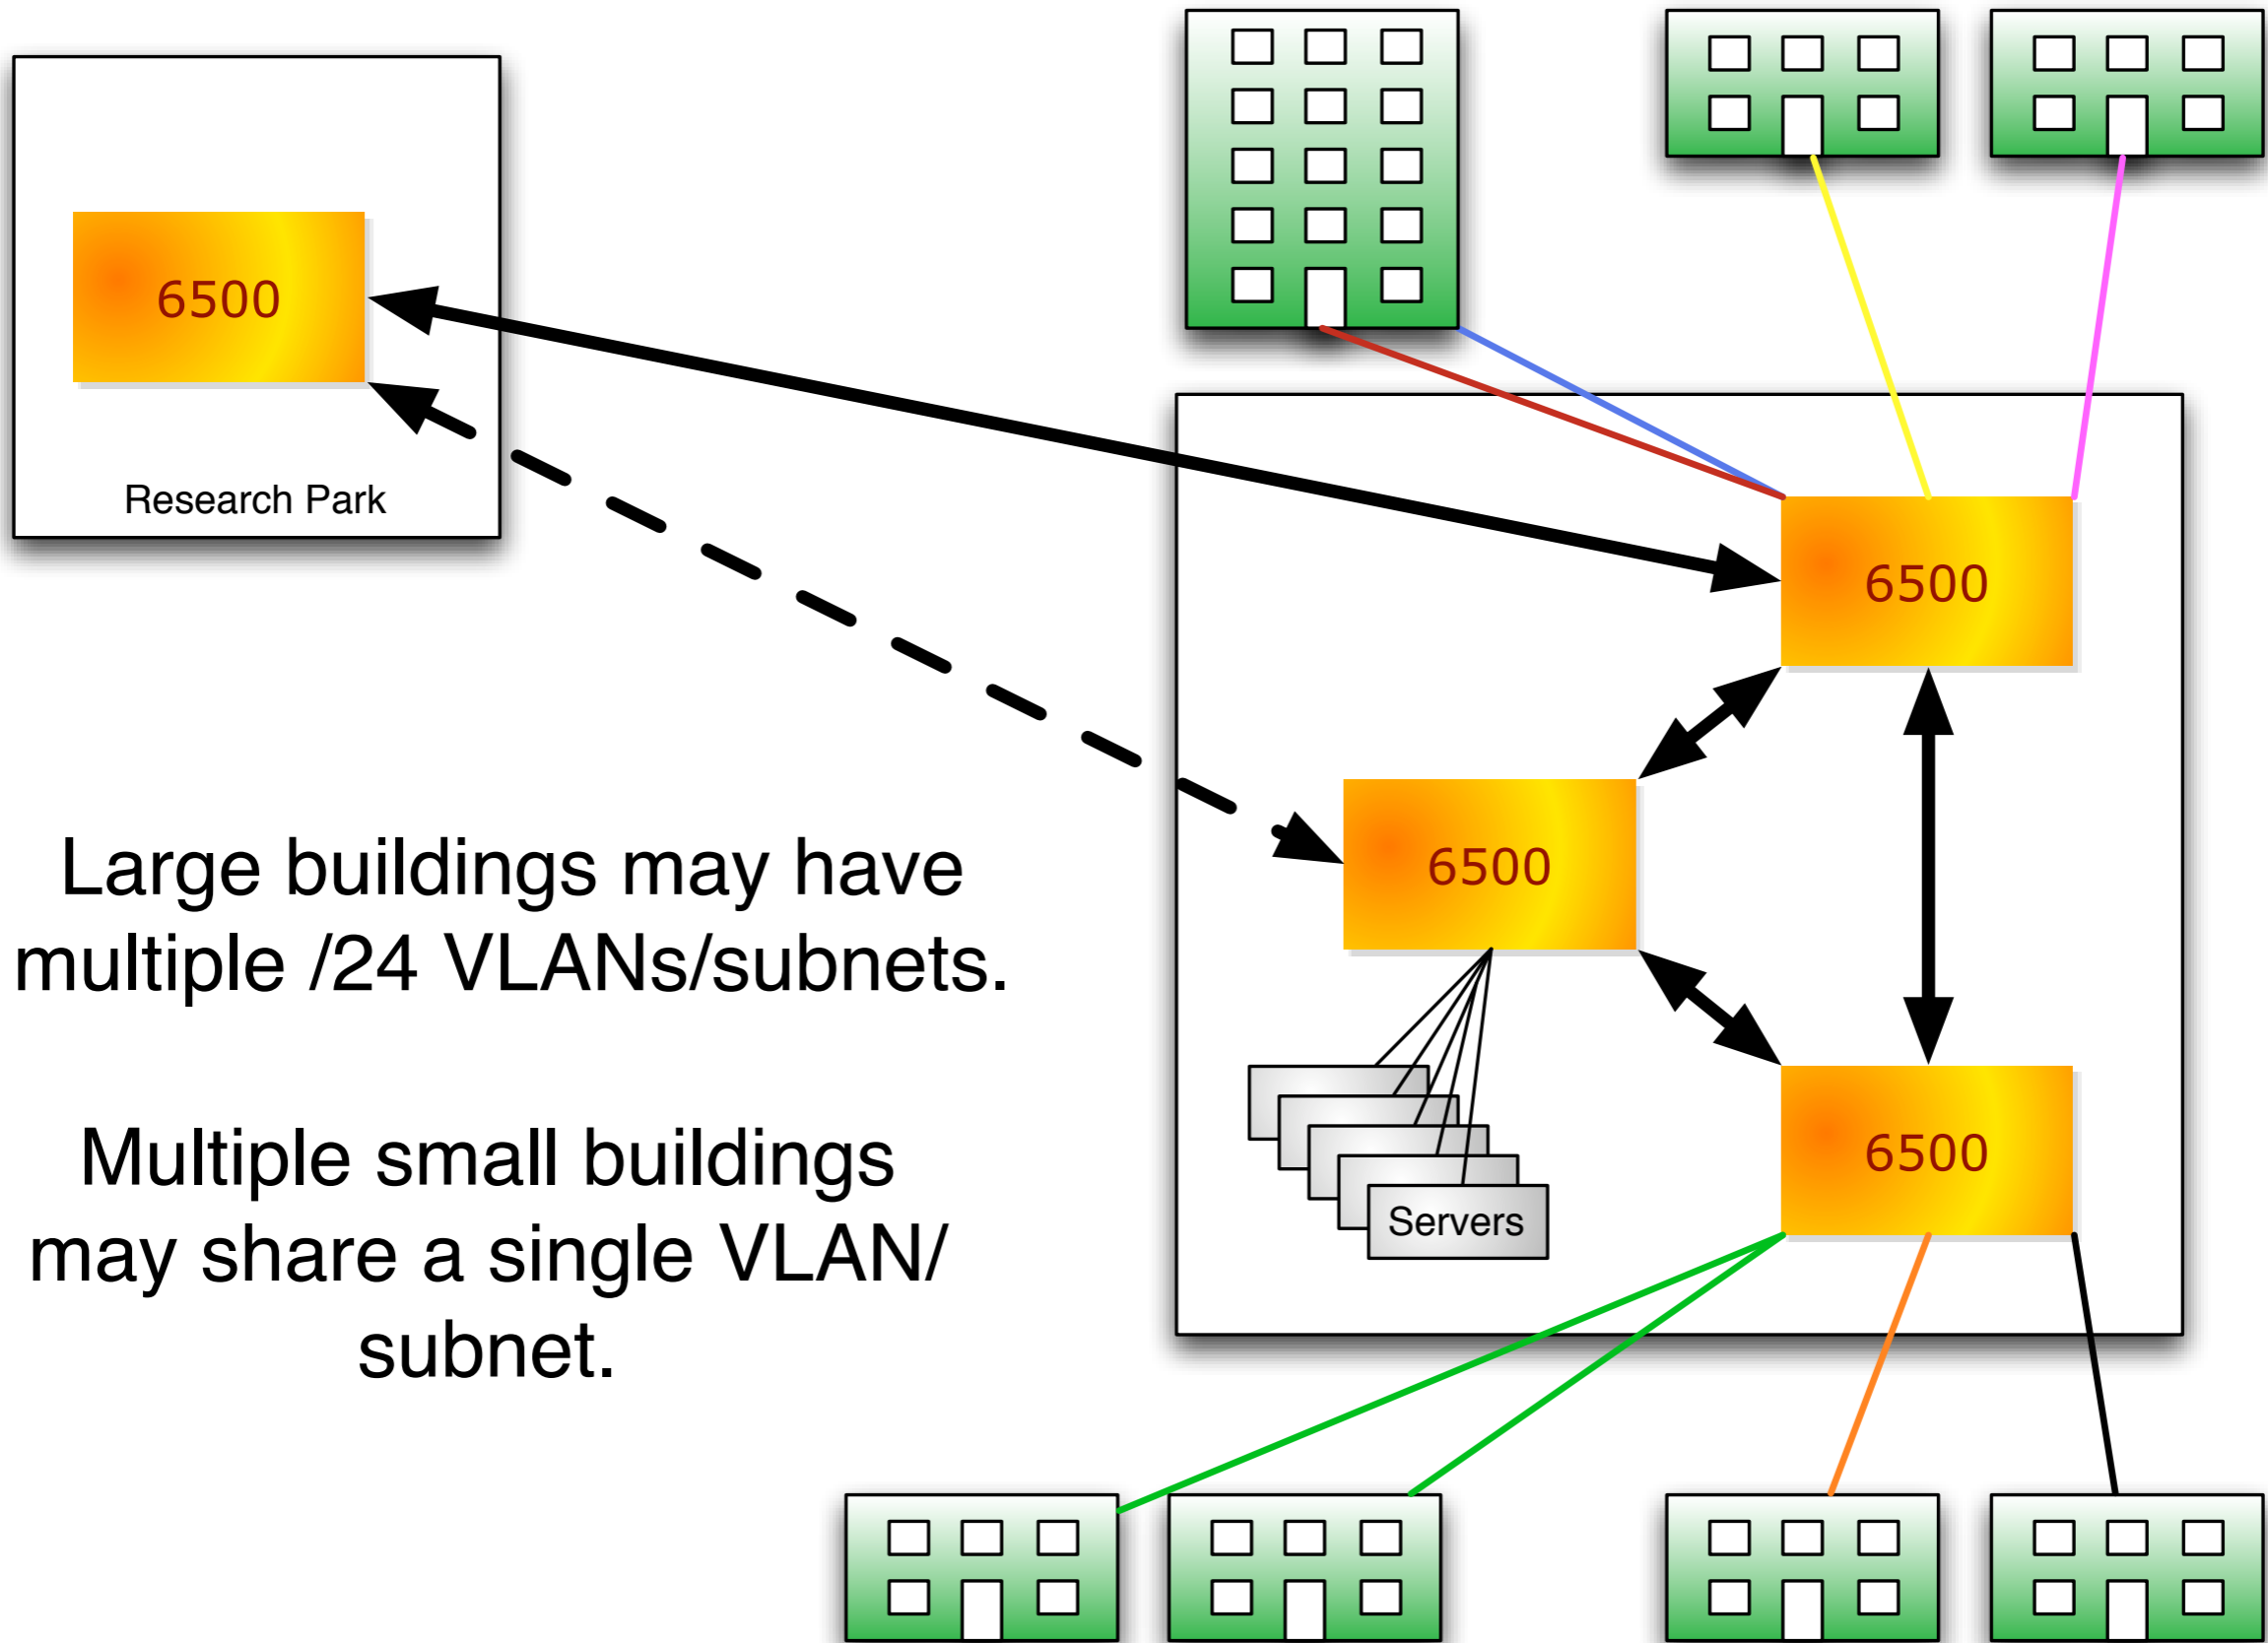 6500
Research Park
6500
6500
Large buildings may have
multiple /24 VLANs/subnets.
Multiple small buildings
may share a single VLAN/
subnet.
6500
Servers